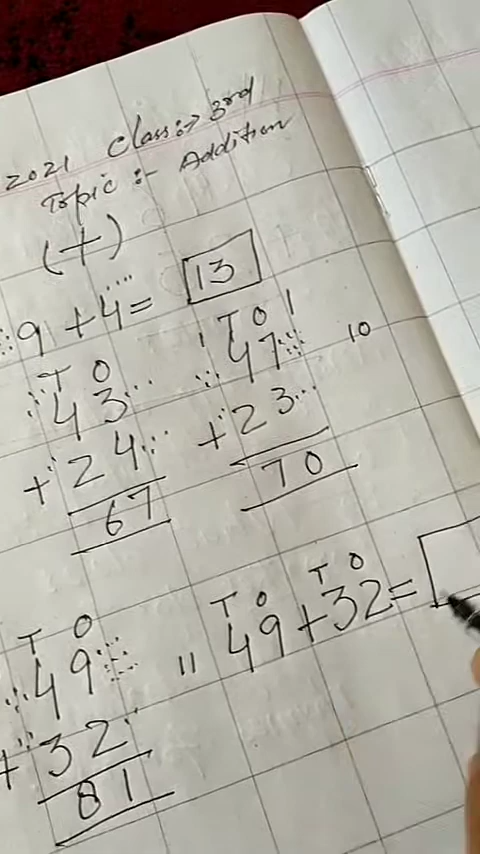 2021 Class:→ 3rd
Topic :- Addition
(+)
9 + 4 = 13
T O
43
+ 24
67
1 T O 1
47
10
+ 23
70
T O
49
+ 32
81
T O T O
11 49 + 32 =